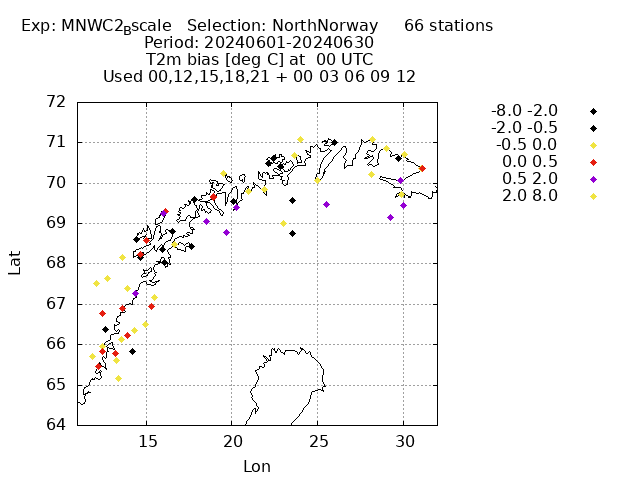 Exp: MNWC2_Bscale Selection: NorthNorway 66 stations
Period: 20240601-20240630
T2m bias [deg C] at 00 UTC
Used 00,12,15,18,21 + 00 03 06 09 12
72
71
70
69
68
67
66
65
64
Lat
15 20 25 30
Lon
-8.0 -2.0
-2.0 -0.5
-0.5 0.0
0.0 0.5
0.5 2.0
2.0 8.0